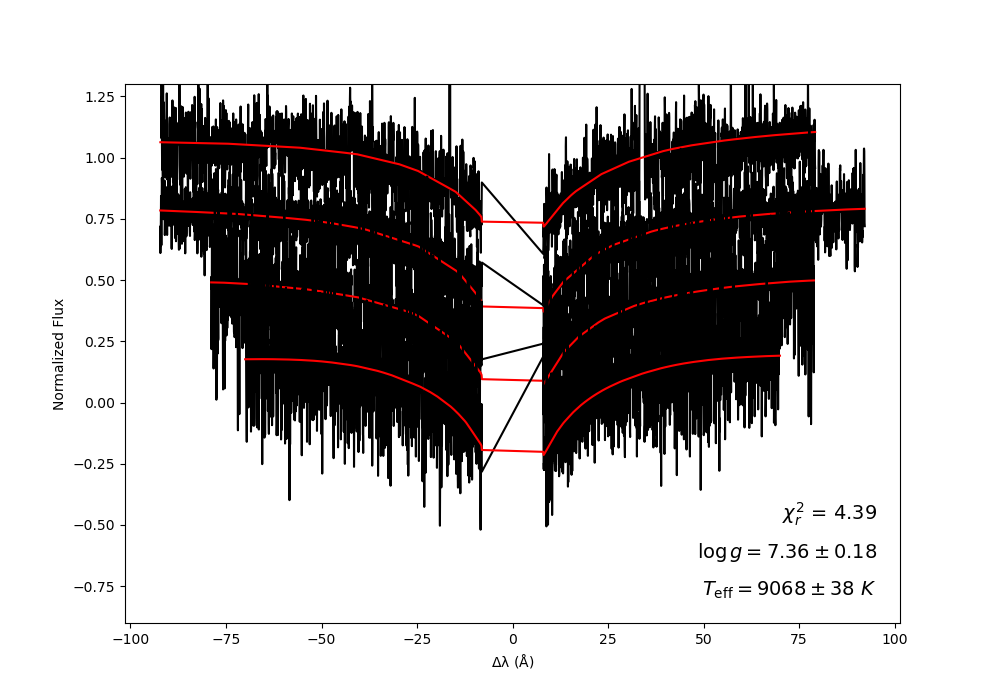 1.25
1.00
0.75
0.50
0.25
0.00
−0.25
−0.50
−0.75
Normalized Flux
χ²ᵣ = 4.39
log g = 7.36 ± 0.18
T_eff = 9068 ± 38 K
−100 −75 −50 −25 0 25 50 75 100
Δλ (Å)